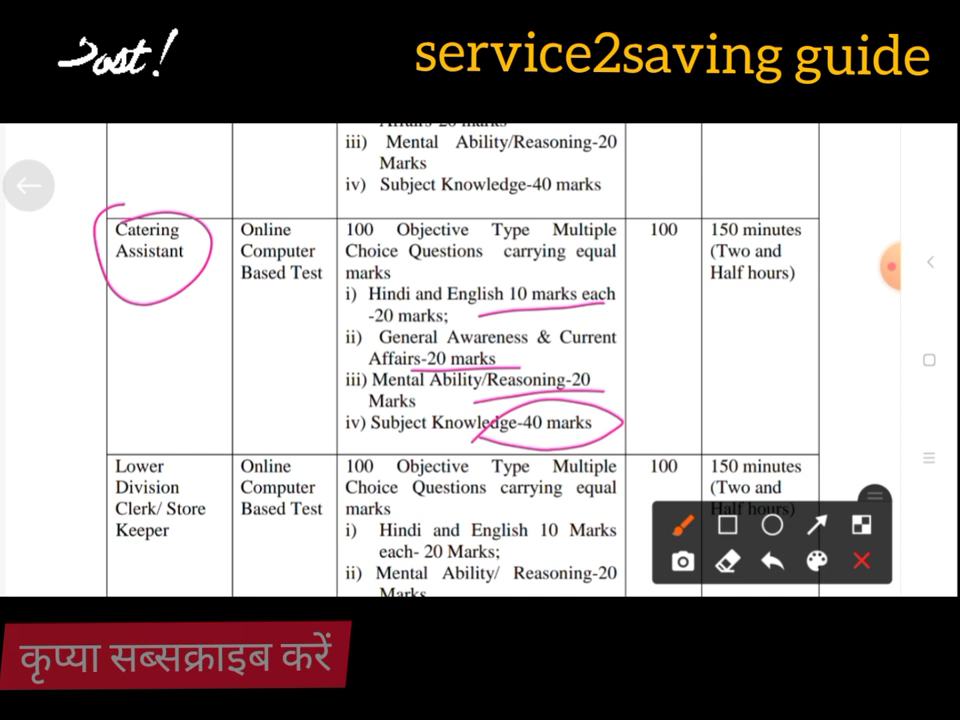 Just!
service2saving guide
iii) Mental Ability/Reasoning-20
Marks
iv) Subject Knowledge-40 marks
Catering
Assistant
Online
Computer
Based Test
100 Objective Type Multiple
Choice Questions carrying equal
marks
i) Hindi and English 10 marks each
-20 marks;
ii) General Awareness & Current
Affairs-20 marks
iii) Mental Ability/Reasoning-20
Marks
iv) Subject Knowledge-40 marks
100
150 minutes
(Two and
Half hours)
Lower
Division
Clerk/ Store
Keeper
Online
Computer
Based Test
100 Objective Type Multiple
Choice Questions carrying equal
marks
i) Hindi and English 10 Marks
each- 20 Marks;
ii) Mental Ability/ Reasoning-20
Marks
100
150 minutes
(Two and
Half hours)
कृप्या सब्सक्राइब करें